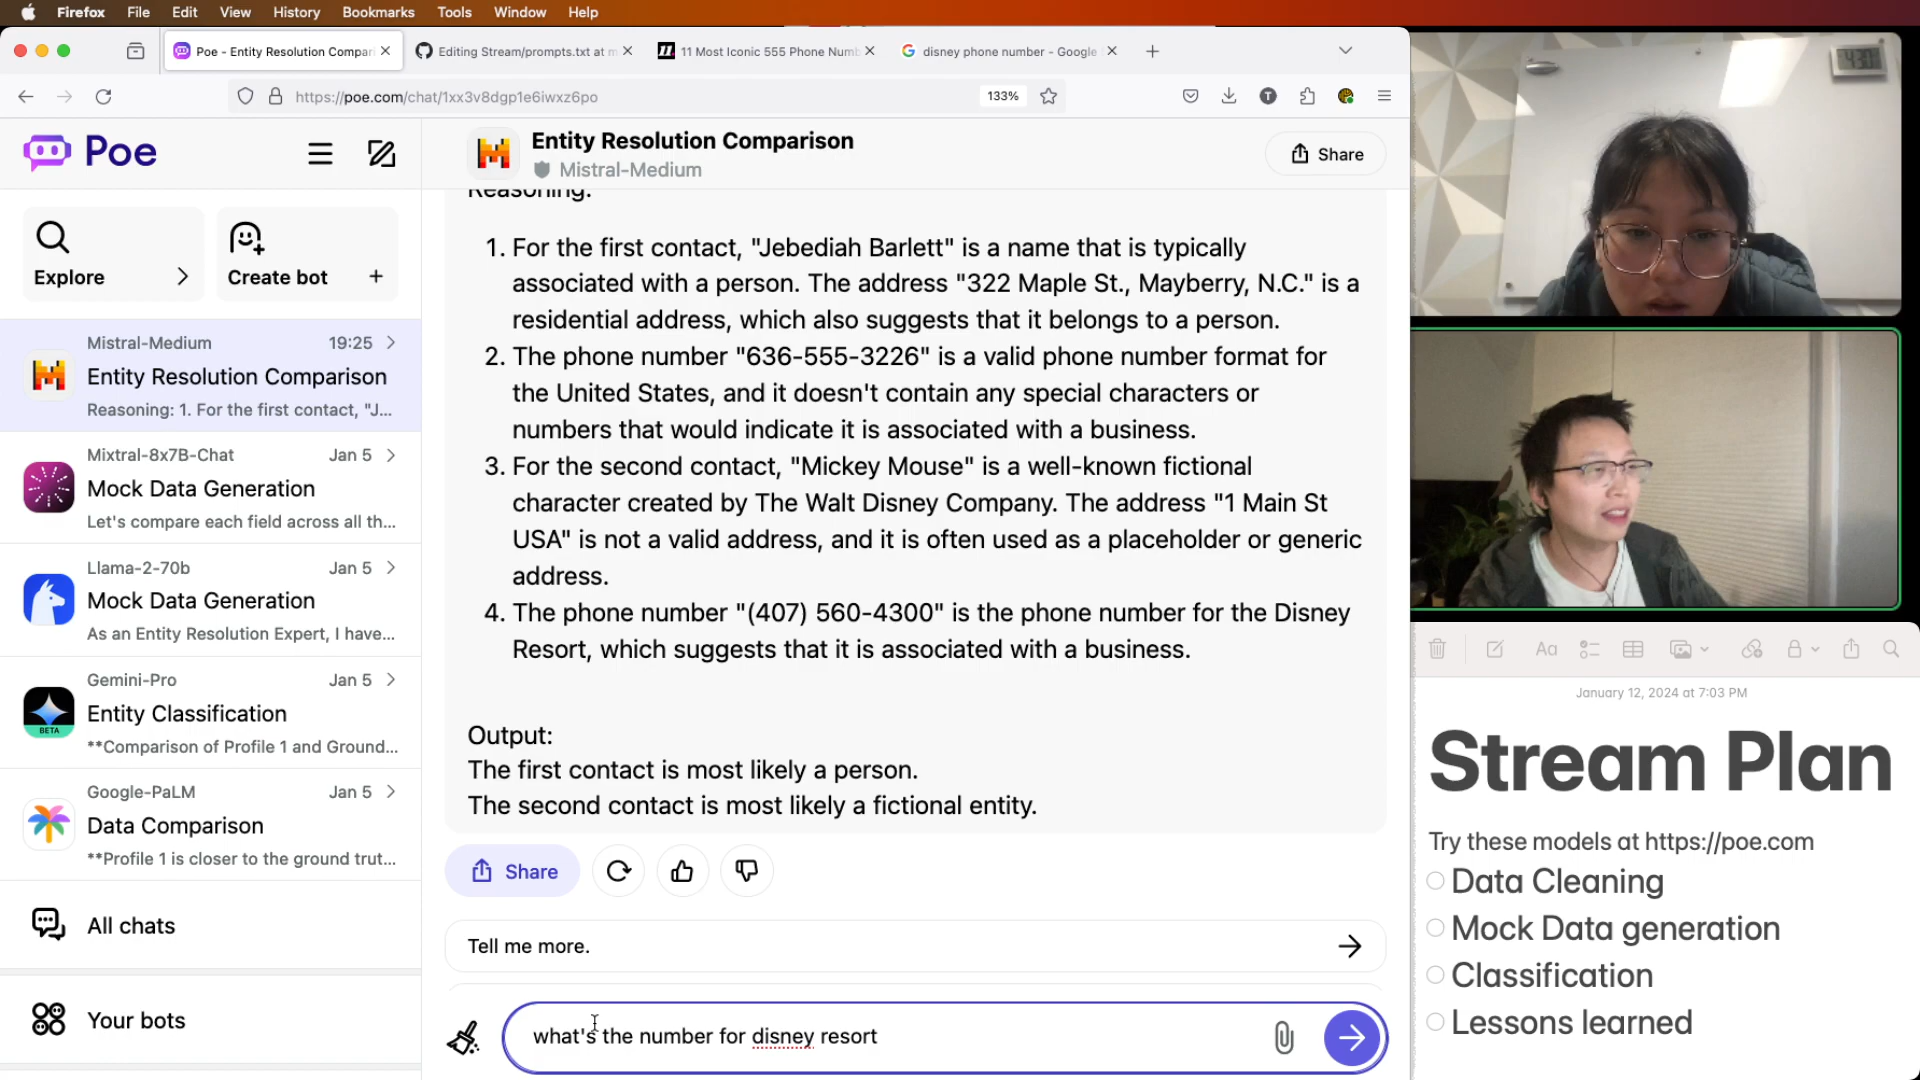 Firefox File Edit View History Bookmarks Tools Window Help
Poe - Entity Resolution Compar
Editing Stream/prompts.txt at m
11 Most Iconic 555 Phone Numb
disney phone number - Google
https://poe.com/chat/1xx3v8dgp1e6iwxz6po
133%
T
Poe
Explore
Create bot +
Mistral-Medium 19:25
Entity Resolution Comparison
Reasoning: 1. For the first contact, "J...
Mixtral-8x7B-Chat Jan 5
Mock Data Generation
Let's compare each field across all th...
Llama-2-70b Jan 5
Mock Data Generation
As an Entity Resolution Expert, I have...
Gemini-Pro Jan 5
Entity Classification
BETA
**Comparison of Profile 1 and Ground...
Google-PaLM Jan 5
Data Comparison
**Profile 1 is closer to the ground trut...
All chats
Your bots
Entity Resolution Comparison
Mistral-Medium
Share
Reasoning:
1. For the first contact, "Jebediah Barlett" is a name that is typically
associated with a person. The address "322 Maple St., Mayberry, N.C." is a
residential address, which also suggests that it belongs to a person.
2. The phone number "636-555-3226" is a valid phone number format for
the United States, and it doesn't contain any special characters or
numbers that would indicate it is associated with a business.
3. For the second contact, "Mickey Mouse" is a well-known fictional
character created by The Walt Disney Company. The address "1 Main St
USA" is not a valid address, and it is often used as a placeholder or generic
address.
4. The phone number "(407) 560-4300" is the phone number for the Disney
Resort, which suggests that it is associated with a business.
Output:
The first contact is most likely a person.
The second contact is most likely a fictional entity.
Share
Tell me more.
what's the number for disney resort
Aa
January 12, 2024 at 7:03 PM
Stream Plan
Try these models at https://poe.com
Data Cleaning
Mock Data generation
Classification
Lessons learned